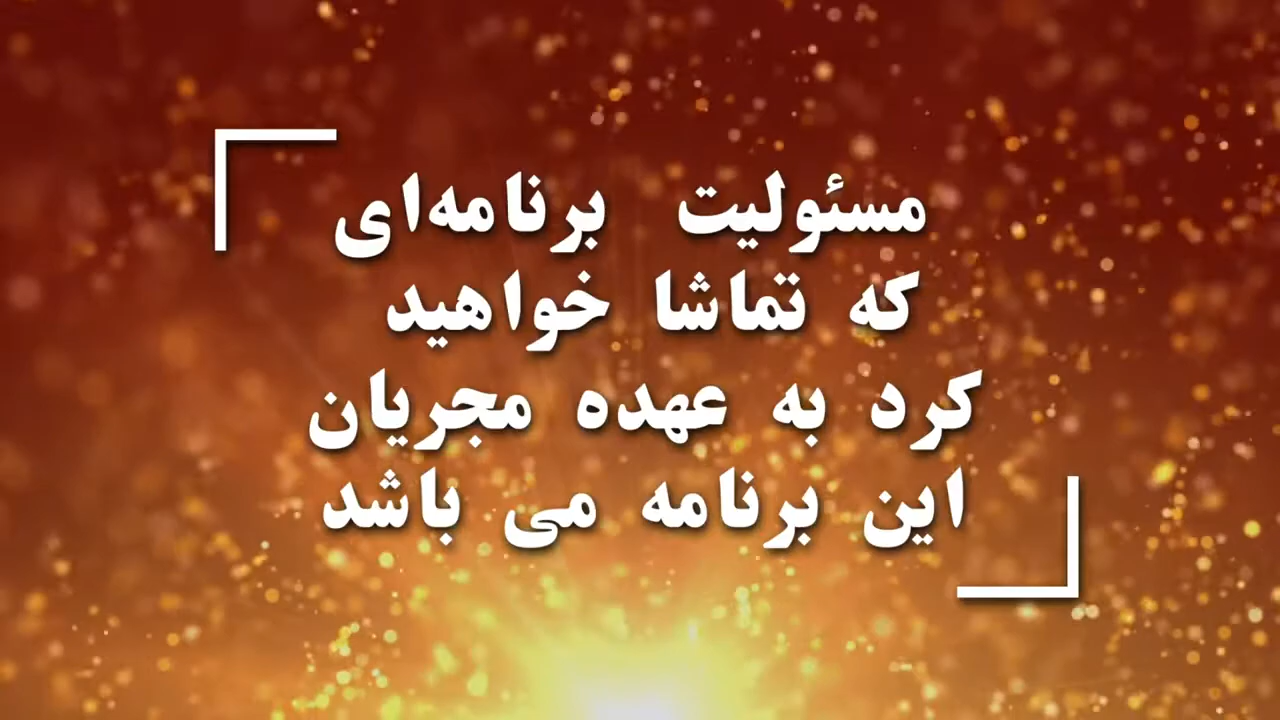 مسئولیت برنامه‌ای
که تماشا خواهید
کرد به عهده مجریان
این برنامه می باشد